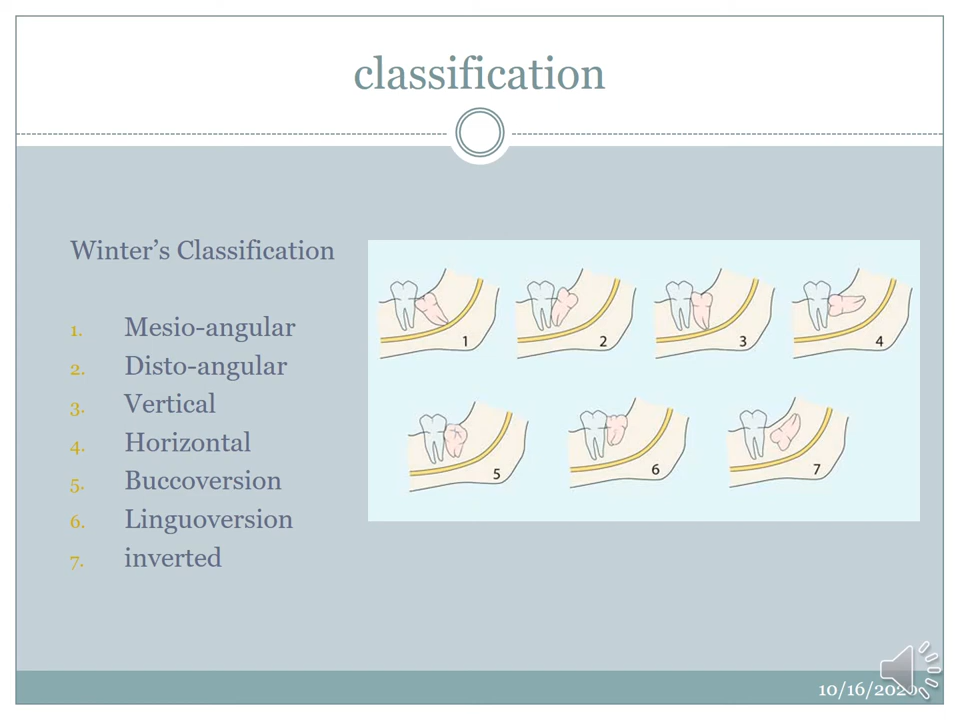 classification
Winter's Classification
1. Mesio-angular
2. Disto-angular
3. Vertical
4. Horizontal
5. Buccoversion
6. Linguoversion
7. inverted
1
2
3
4
5
6
7